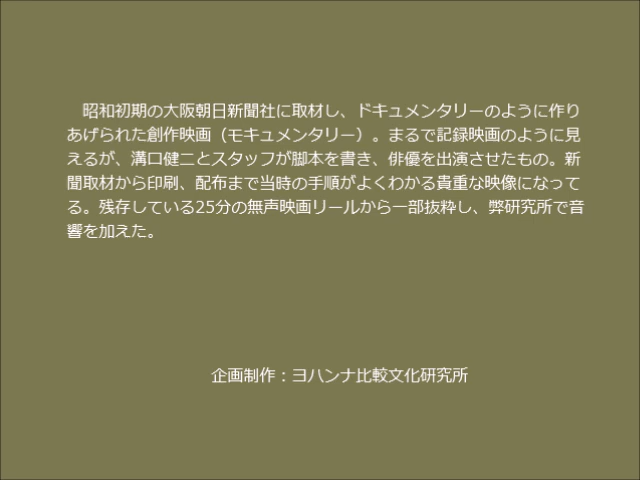 昭和初期の大阪朝日新聞社に取材し、ドキュメンタリーのように作り
あげられた創作映画（モキュメンタリー）。まるで記録映画のように見
えるが、溝口健二とスタッフが脚本を書き、俳優を出演させたもの。新
聞取材から印刷、配布まで当時の手順がよくわかる貴重な映像になって
る。残存している25分の無声映画リールから一部抜粋し、弊研究所で音
響を加えた。
企画制作：ヨハンナ比較文化研究所